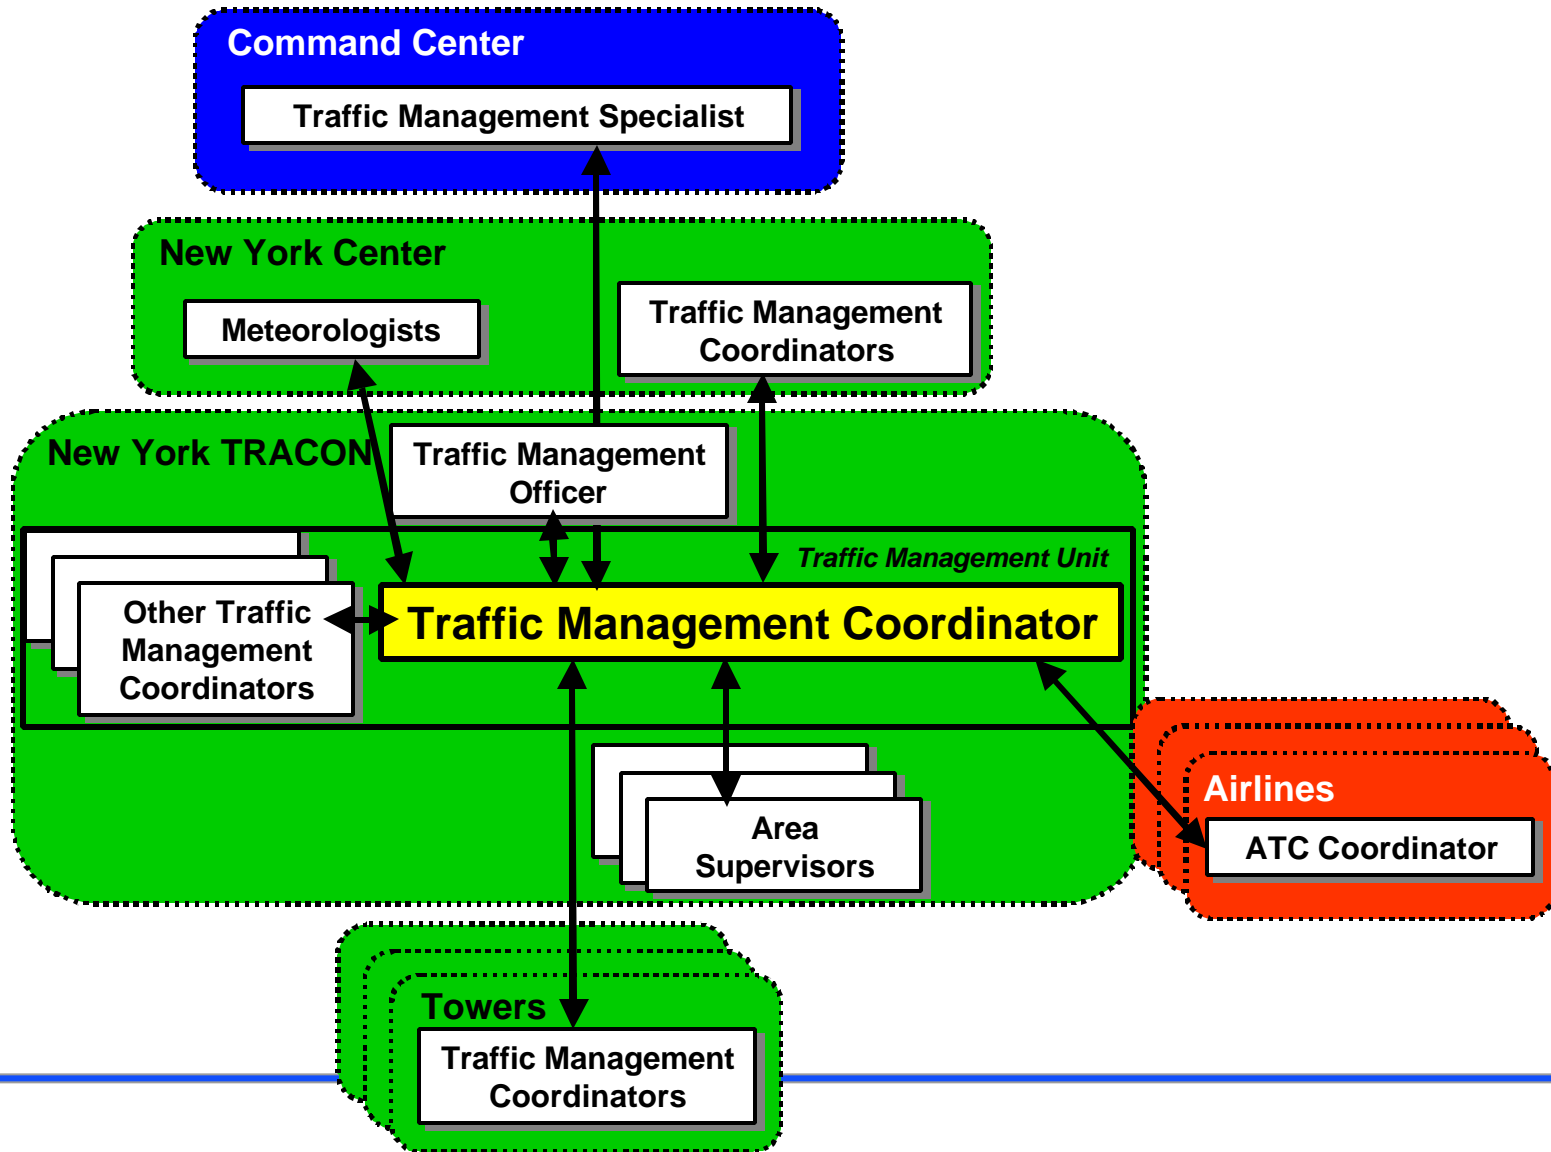 Command Center
Traffic Management Specialist
New York Center
Meteorologists
Traffic Management
Coordinators
New York TRACON
Traffic Management
Officer
Traffic Management Unit
Traffic Management Coordinator
Other Traffic
Management
Coordinators
Area
Supervisors
Airlines
ATC Coordinator
Towers
Traffic Management
Coordinators